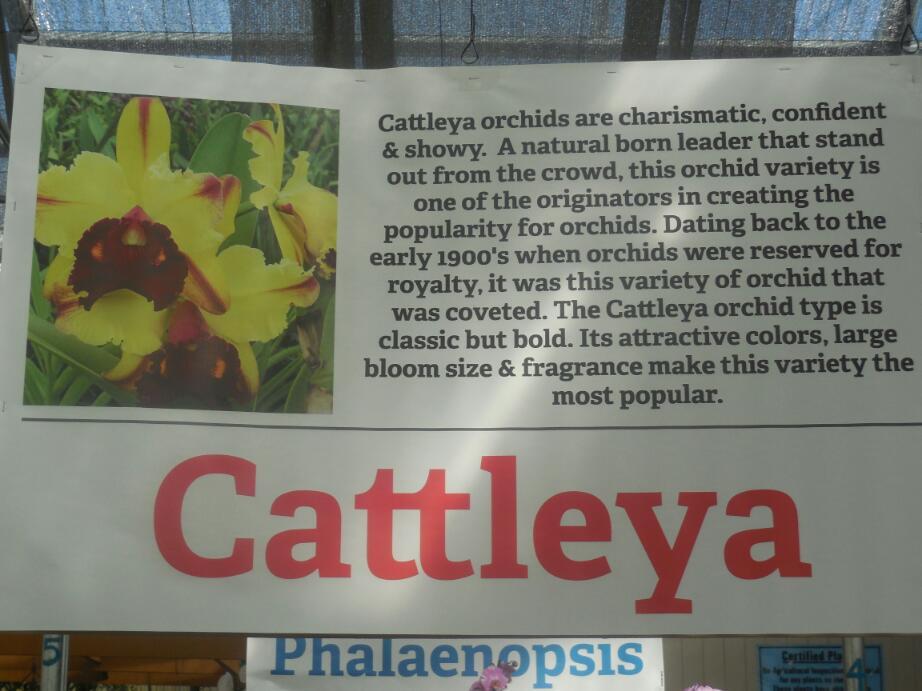 Cattleya orchids are charismatic, confident
& showy. A natural born leader that stand
out from the crowd, this orchid variety is
one of the originators in creating the
popularity for orchids. Dating back to the
early 1900's when orchids were reserved for
royalty, it was this variety of orchid that
was coveted. The Cattleya orchid type is
classic but bold. Its attractive colors, large
bloom size & fragrance make this variety the
most popular.
Cattleya
5
Phalaenopsis
Certified
4